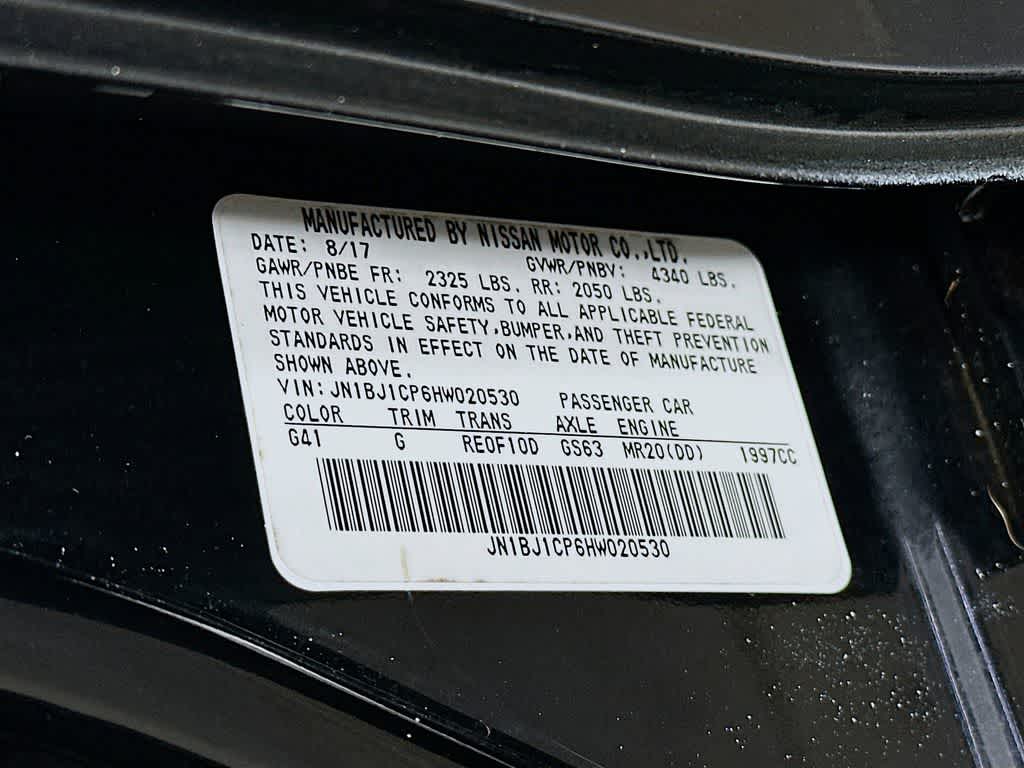 MANUFACTURED BY NISSAN MOTOR CO.,LTD.
DATE: 8/17 GVWR/PNBV: 4340 LBS.
GAWR/PNBE FR: 2325 LBS. RR: 2050 LBS.
THIS VEHICLE CONFORMS TO ALL APPLICABLE FEDERAL
MOTOR VEHICLE SAFETY,BUMPER,AND THEFT PREVENTION
STANDARDS IN EFFECT ON THE DATE OF MANUFACTURE
SHOWN ABOVE.
VIN: JN1BJ1CP6HW020530 PASSENGER CAR
COLOR TRIM TRANS AXLE ENGINE
G41 G RE0F10D GS63 MR20(DD) 1997CC
JN1BJ1CP6HW020530